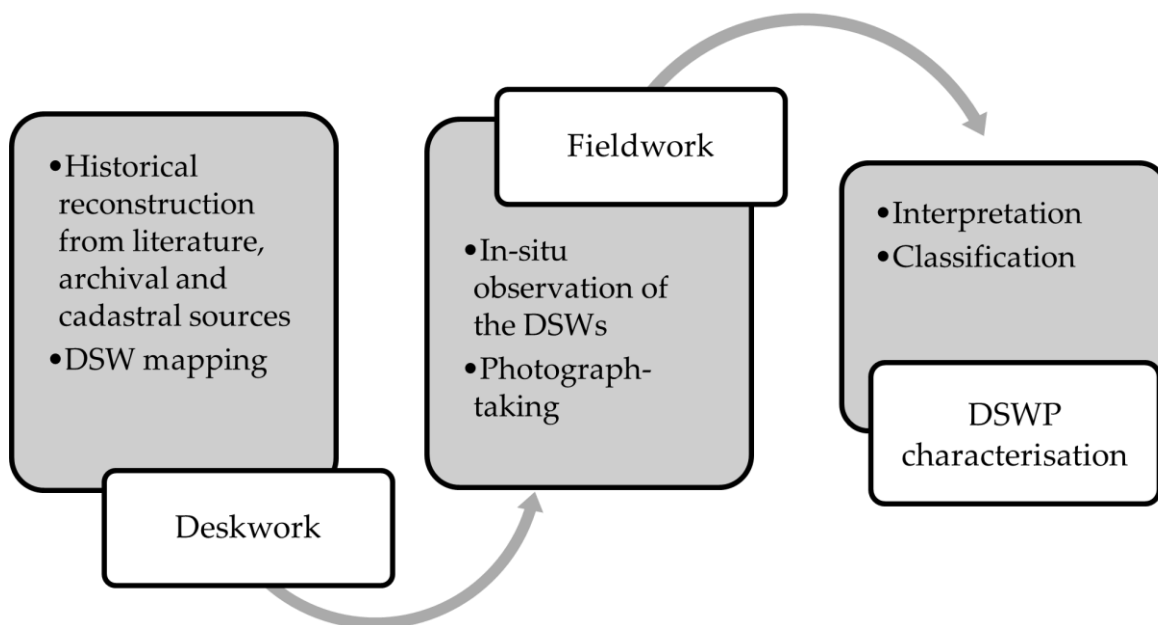 •Historical
reconstruction
from literature,
archival and
cadastral sources
•DSW mapping
Deskwork
Fieldwork
•In-situ
observation of
the DSWs
•Photograph-
taking
•Interpretation
•Classification
DSWP
characterisation